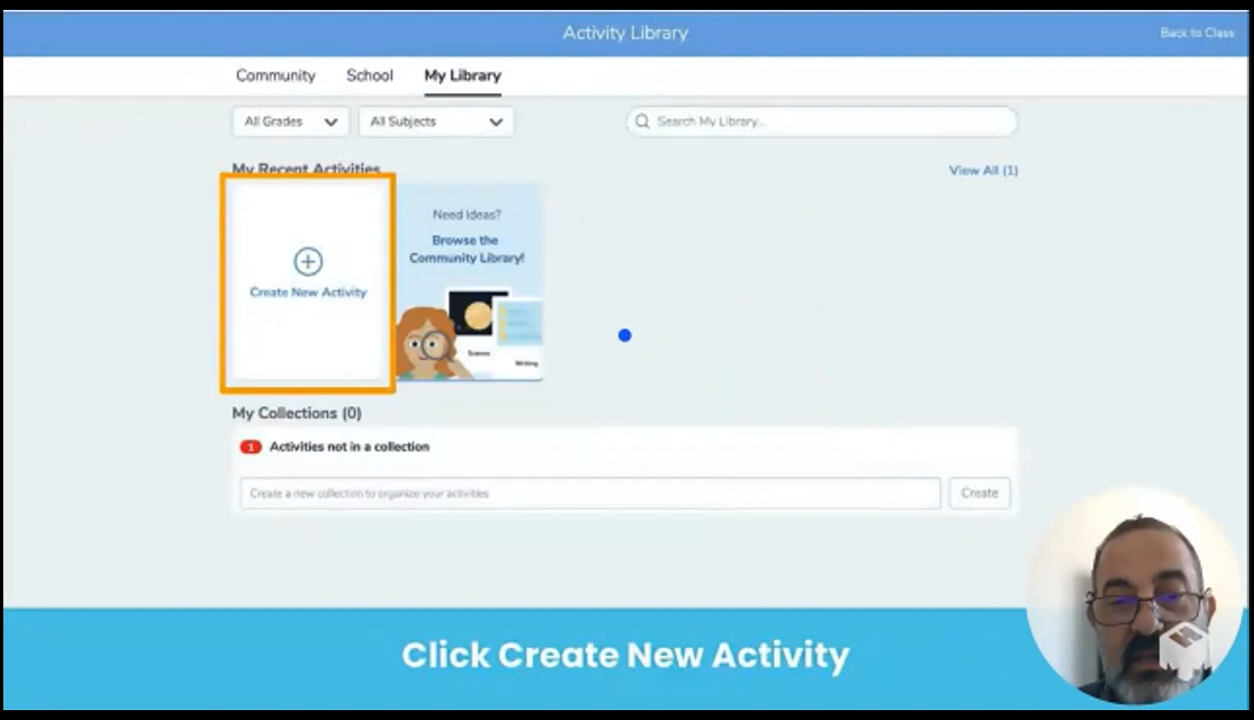 Activity Library
Back to Class
Community School My Library
All Grades All Subjects Search My Library...
My Recent Activities View All (1)
Need Ideas?
Browse the
Community Library!
Create New Activity
Science
Writing
My Collections (0)
1 Activities not in a collection
Create a new collection to organize your activities Create
Click Create New Activity